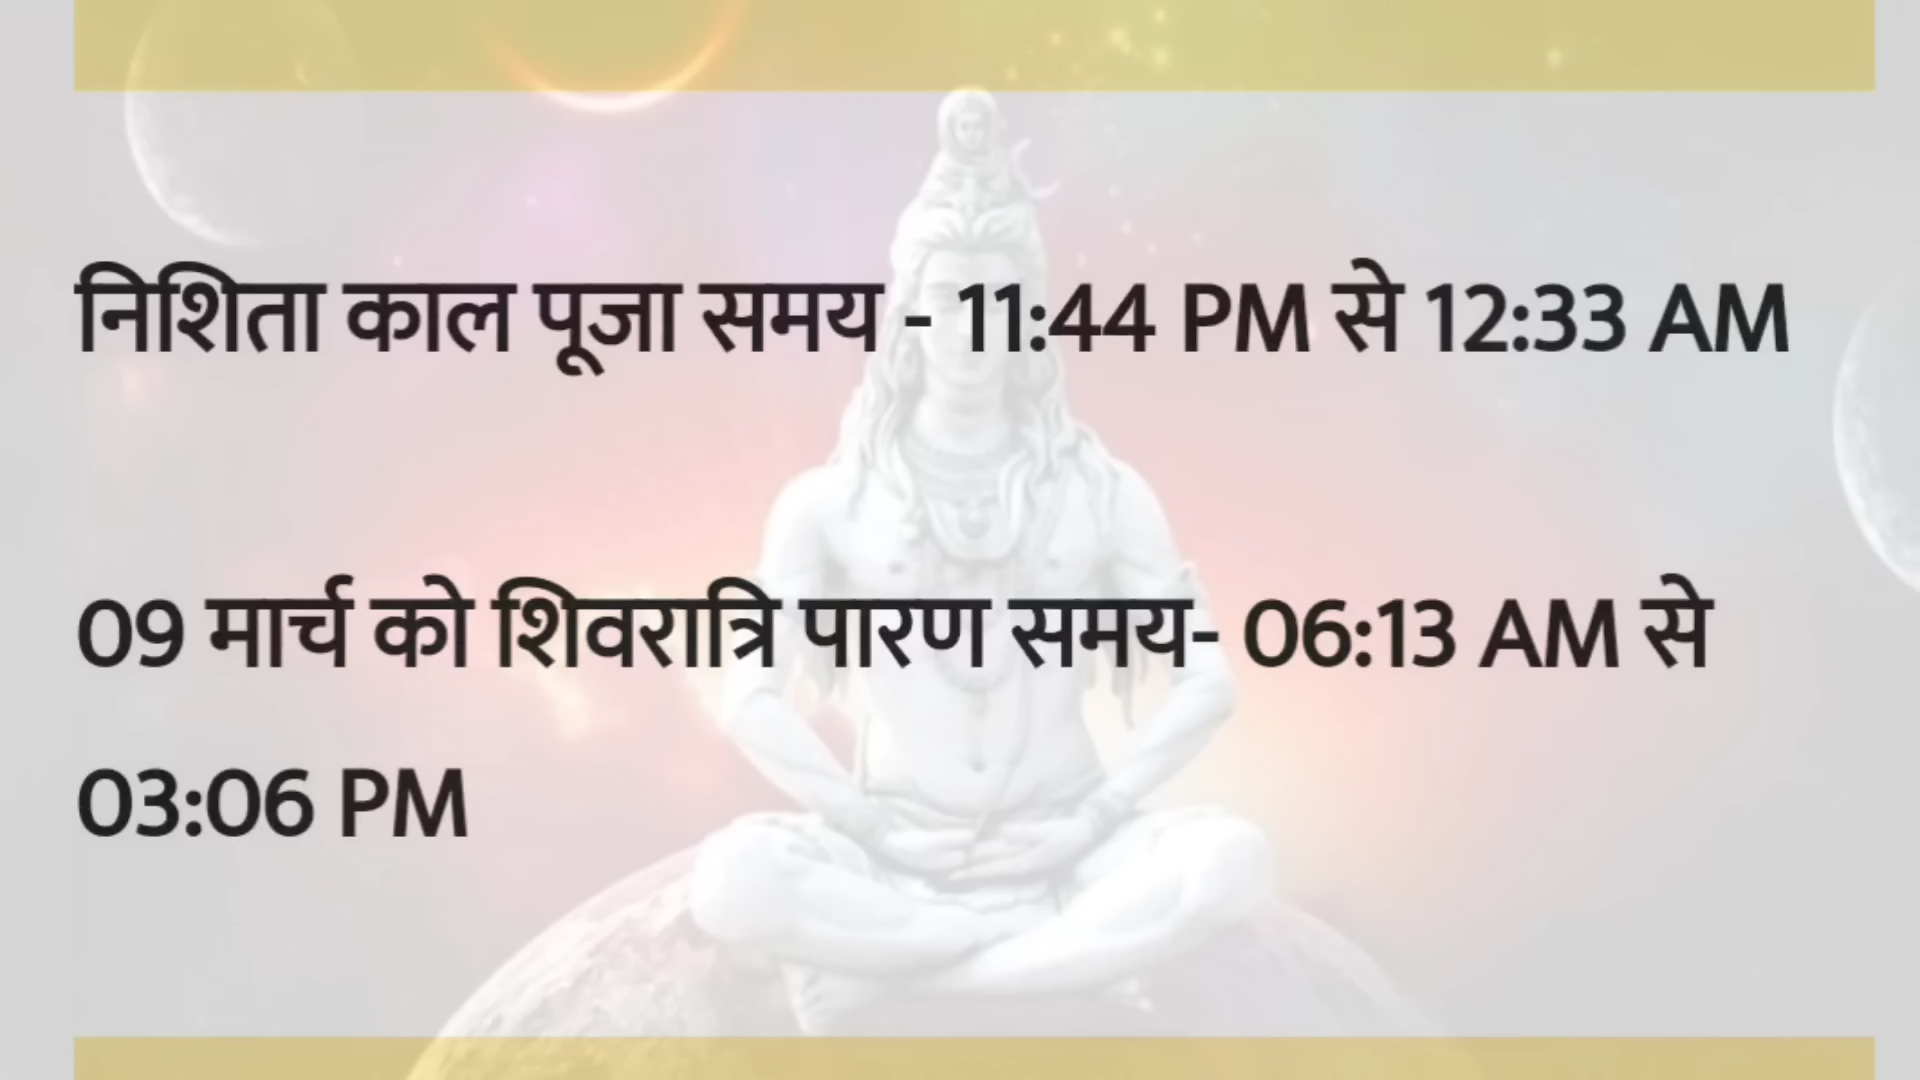 निशिता काल पूजा समय - 11:44 PM से 12:33 AM
09 मार्च को शिवरात्रि पारण समय- 06:13 AM से
03:06 PM